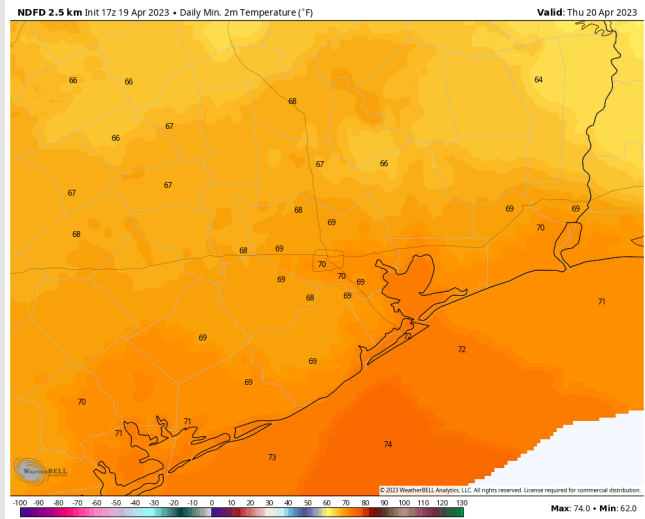 NDFD 2.5 km Init 17z 19 Apr 2023 • Daily Min. 2m Temperature (°F) Valid: Thu 20 Apr 2023
66 66 64
68
67
66
67 66
67 67
68 69 69
68 69 70
68 69
70
70
69 69
68 69
71
72
69 72
69
69
70
71
71
74
73
WEATHERBELL
© 2023 WeatherBELL Analytics, LLC. All rights reserved. License required for commercial distribution.
-100 -90 -80 -70 -60 -50 -40 -30 -20 -10 0 10 20 30 40 50 60 70 80 90 100 110 120 130 Max: 74.0 • Min: 62.0